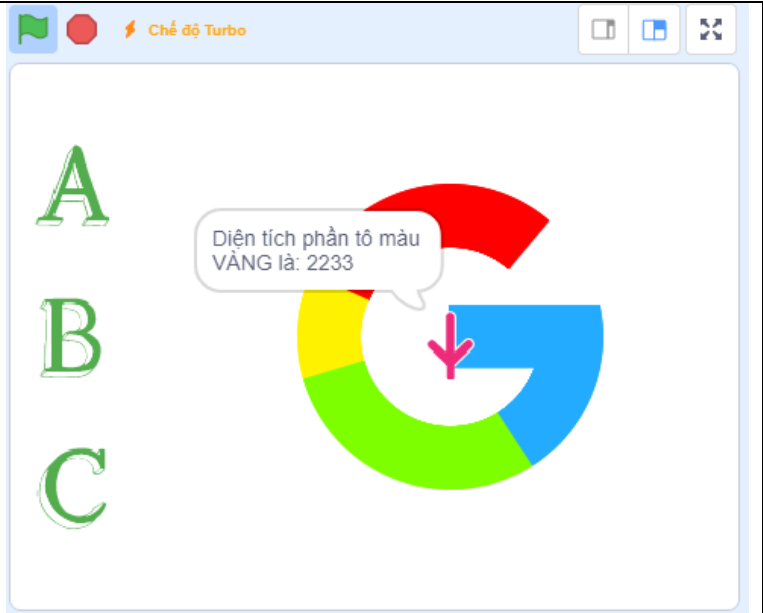 Chế độ Turbo
A
Diện tích phần tô màu
VÀNG là: 2233
B
C